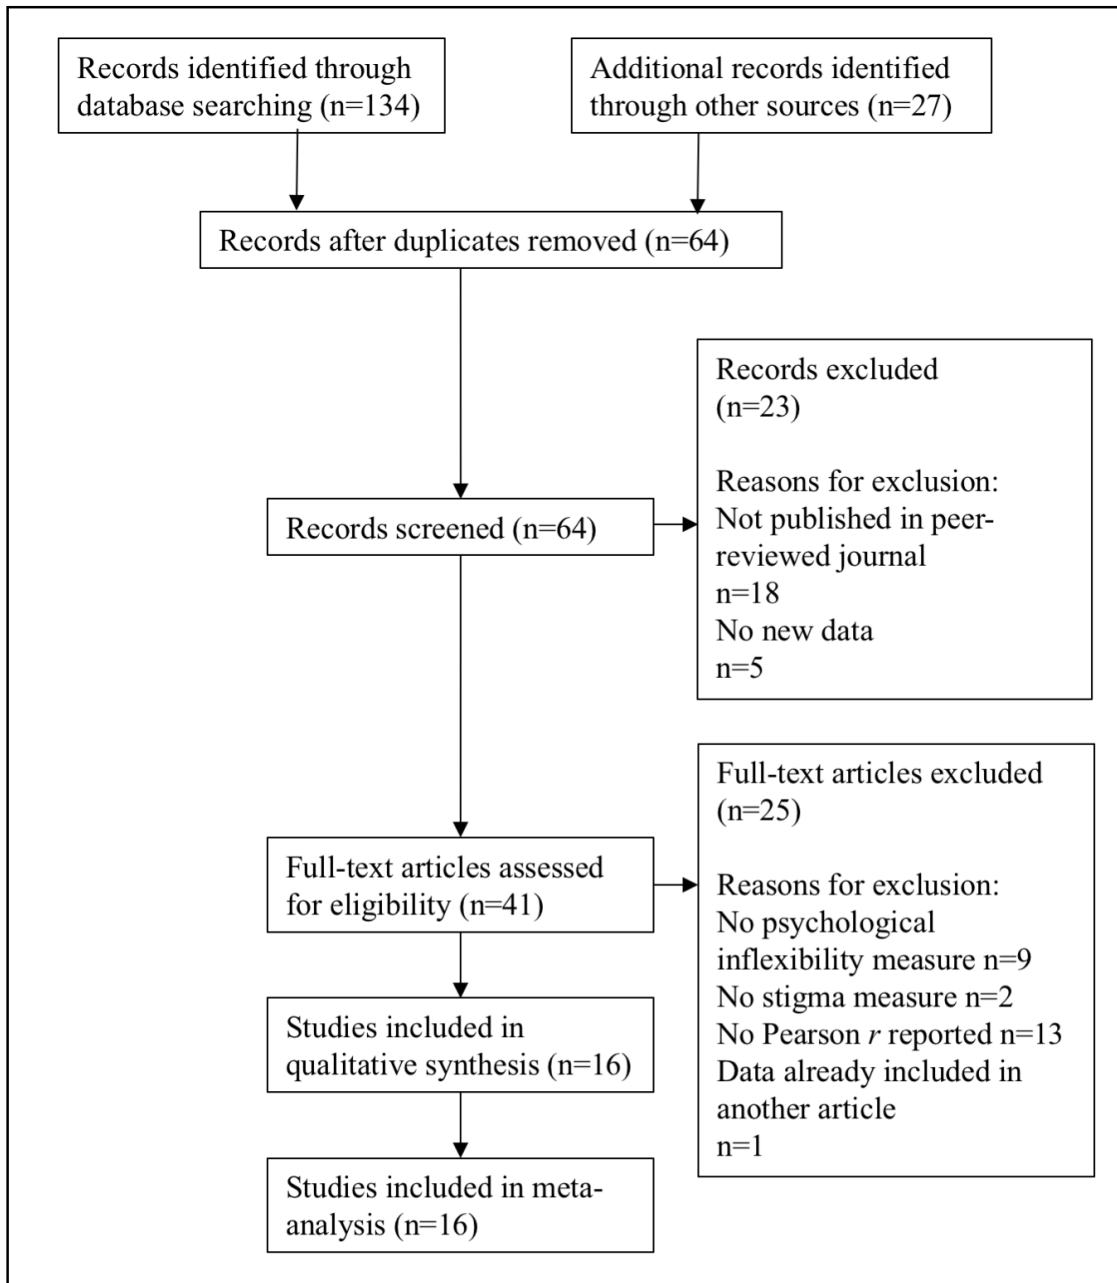 Records identified through
database searching (n=134)
Additional records identified
through other sources (n=27)
Records after duplicates removed (n=64)
Records excluded
(n=23)
Reasons for exclusion:
Not published in peer-
reviewed journal
n=18
No new data
n=5
Records screened (n=64)
Full-text articles excluded
(n=25)
Reasons for exclusion:
No psychological
inflexibility measure n=9
No stigma measure n=2
No Pearson r reported n=13
Data already included in
another article
n=1
Full-text articles assessed
for eligibility (n=41)
Studies included in
qualitative synthesis (n=16)
Studies included in meta-
analysis (n=16)